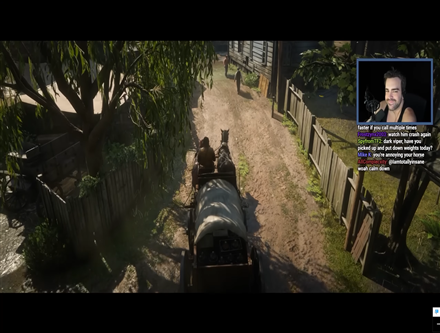 faster if you call multiple times
watch him crash again
dark viper, have you
picked up and put down weights today?
you're annoying your horse
@iamtotallyinsane
woah calm down